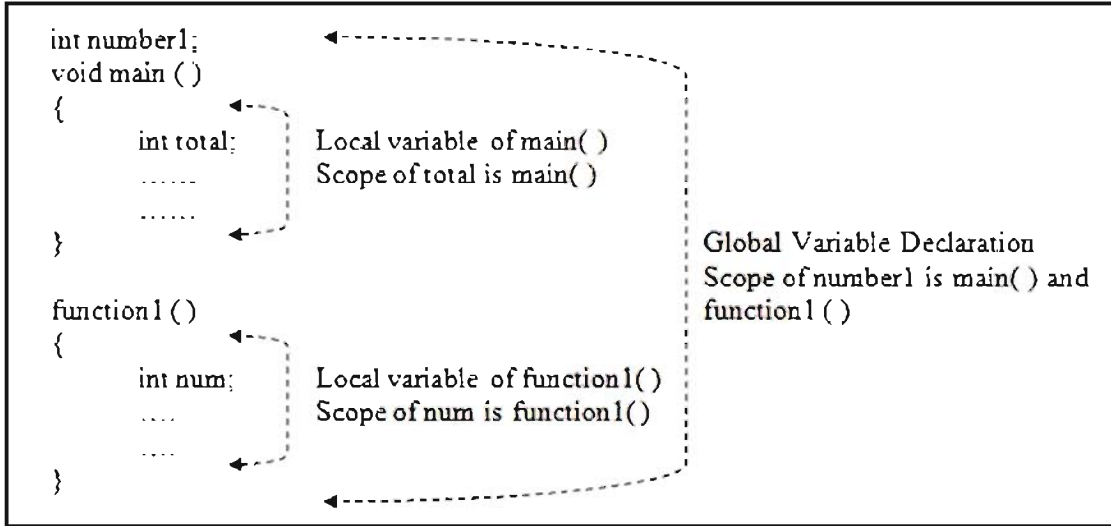 int number1;
void main ( )
{
int total;
......
......
}
Local variable of main( )
Scope of total is main( )
function1 ( )
{
int num;
....
....
}
Local variable of function1( )
Scope of num is function1( )
Global Variable Declaration
Scope of number1 is main( ) and
function1 ( )